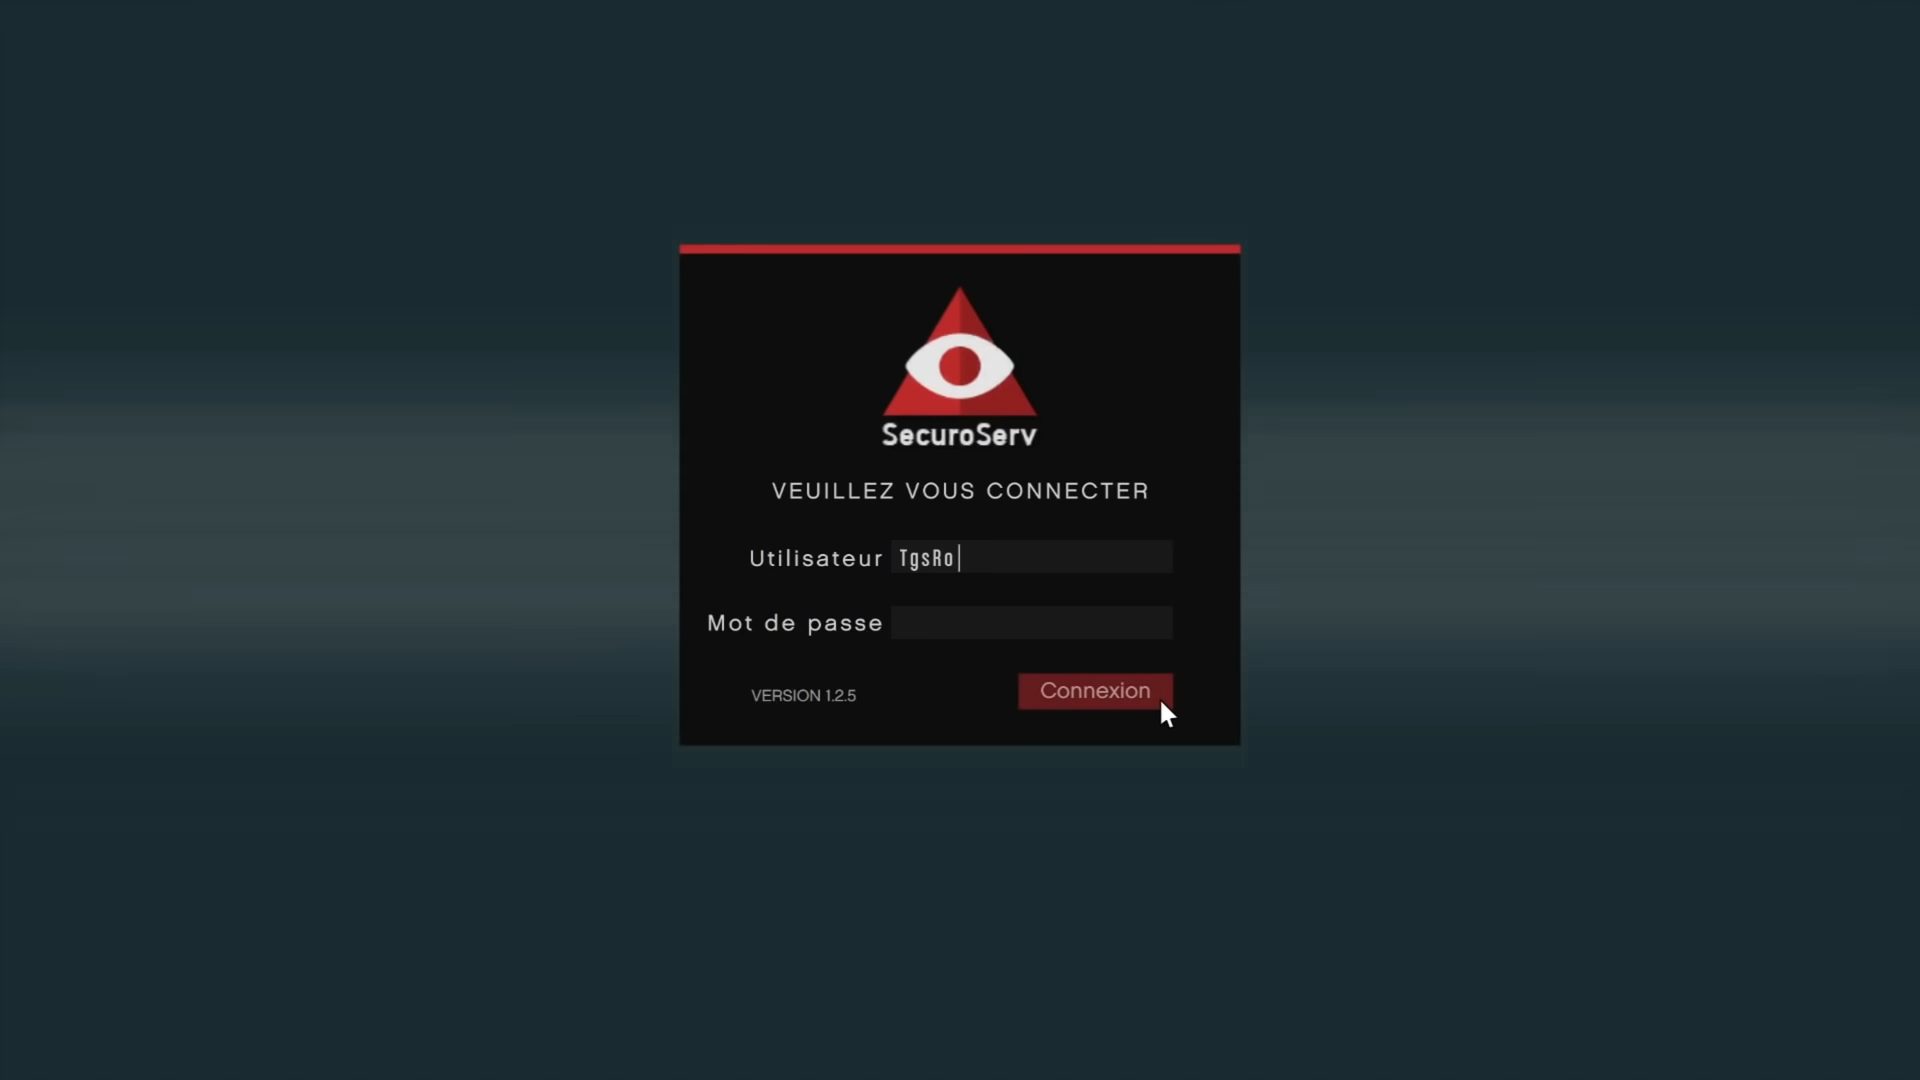 SecuroServ
VEUILLEZ VOUS CONNECTER
Utilisateur TgsRo
Mot de passe
VERSION 1.2.5 Connexion